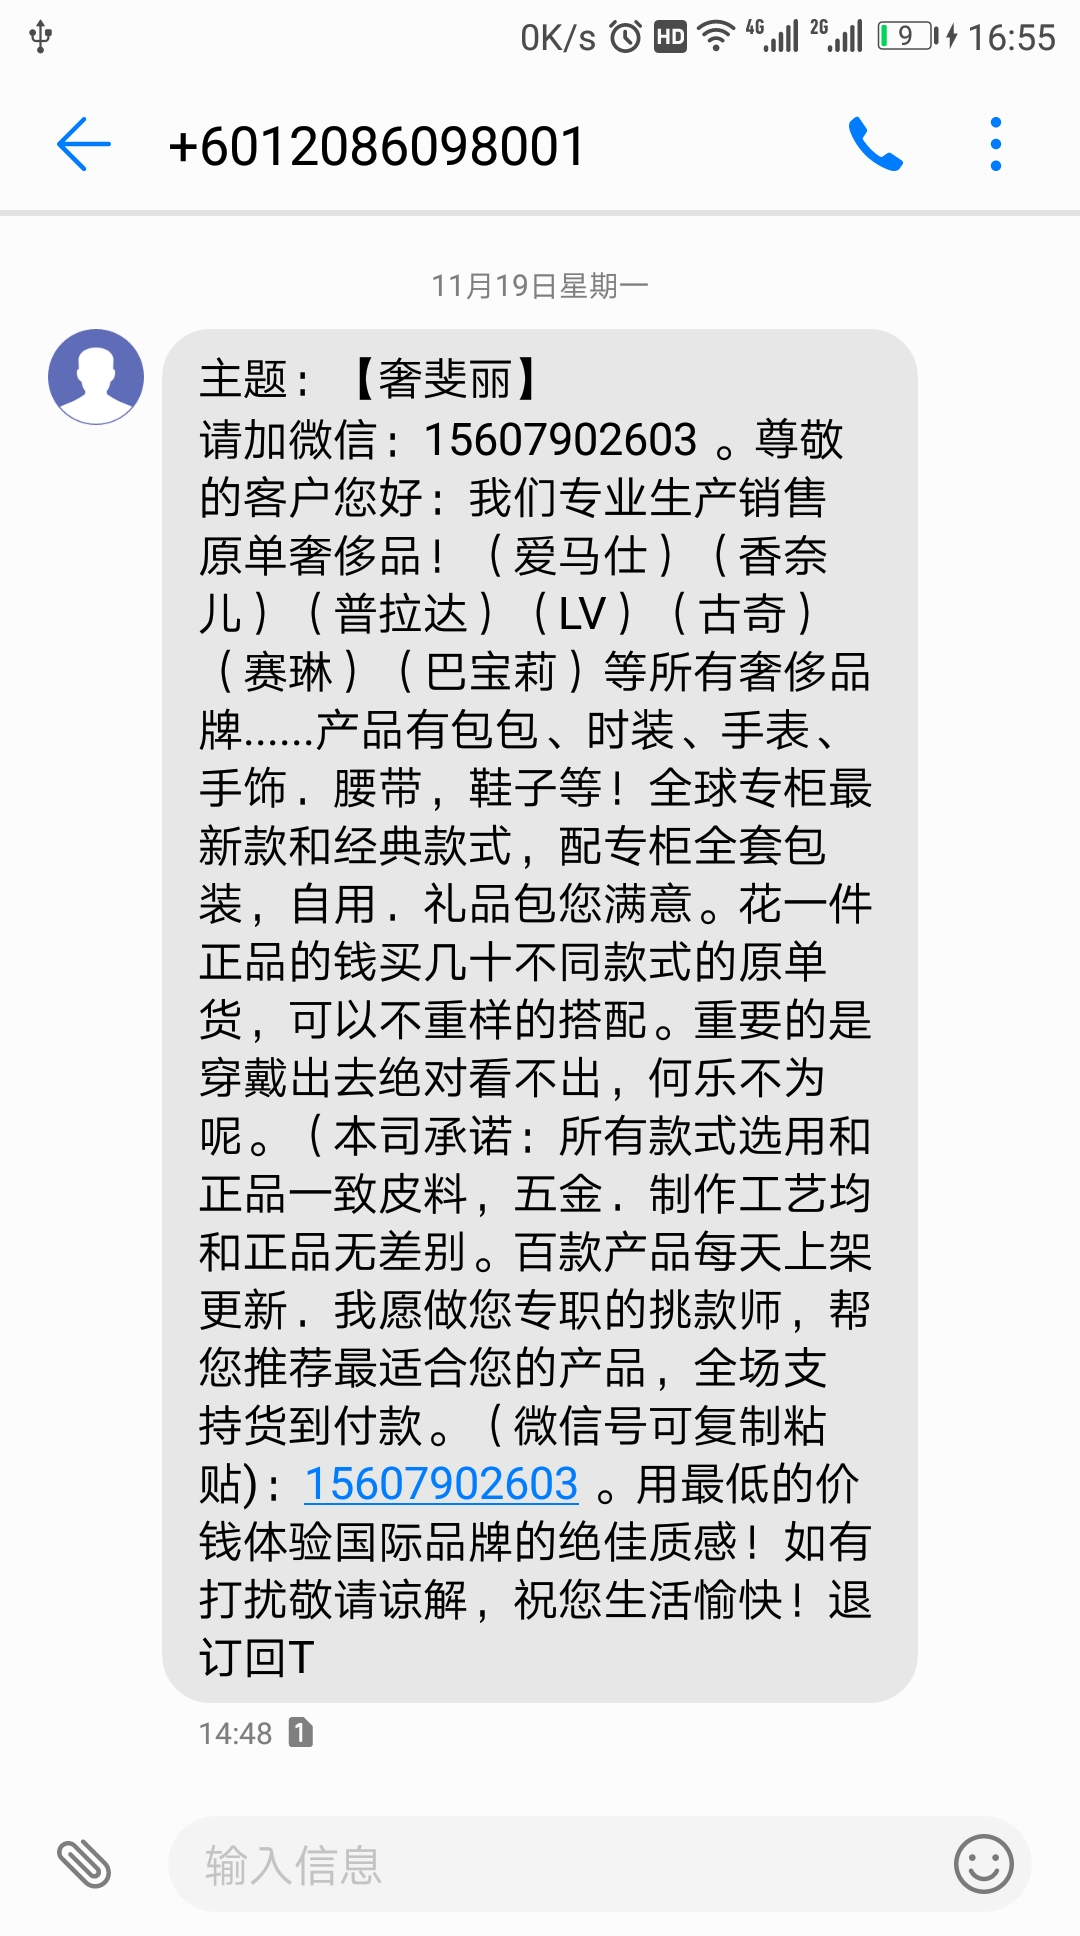 0K/s HD 4G 2G 9 16:55
+6012086098001
11月19日星期一
主题：【奢斐丽】
请加微信：15607902603 。尊敬
的客户您好：我们专业生产销售
原单奢侈品！（爱马仕）（香奈
儿）（普拉达）（LV）（古奇）
（赛琳）（巴宝莉）等所有奢侈品
牌......产品有包包、时装、手表、
手饰．腰带，鞋子等！全球专柜最
新款和经典款式，配专柜全套包
装，自用．礼品包您满意。花一件
正品的钱买几十不同款式的原单
货，可以不重样的搭配。重要的是
穿戴出去绝对看不出，何乐不为
呢。（本司承诺：所有款式选用和
正品一致皮料，五金．制作工艺均
和正品无差别。百款产品每天上架
更新．我愿做您专职的挑款师，帮
您推荐最适合您的产品，全场支
持货到付款。（微信号可复制粘
贴)：15607902603 。用最低的价
钱体验国际品牌的绝佳质感！如有
打扰敬请谅解，祝您生活愉快！退
订回T
14:48 1
输入信息